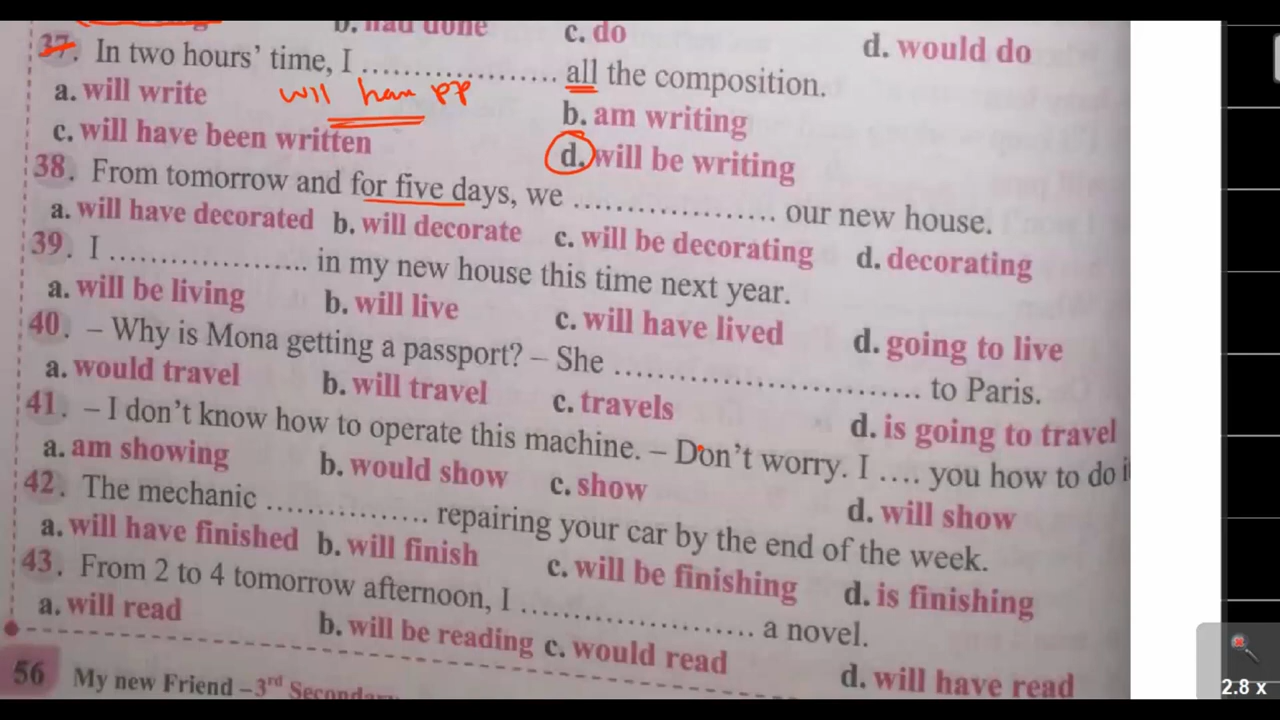 b. had done c. do d. would do
37. In two hours' time, I .................... all the composition.
will have pp
a. will write b. am writing
c. will have been written d. will be writing
38. From tomorrow and for five days, we .................... our new house.
a. will have decorated b. will decorate c. will be decorating d. decorating
39. I .................... in my new house this time next year.
a. will be living b. will live c. will have lived d. going to live
40. – Why is Mona getting a passport? – She .............................. to Paris.
a. would travel b. will travel c. travels d. is going to travel
41. – I don't know how to operate this machine. – Don't worry. I .... you how to do
a. am showing b. would show c. show d. will show
42. The mechanic ................ repairing your car by the end of the week.
a. will have finished b. will finish c. will be finishing d. is finishing
43. From 2 to 4 tomorrow afternoon, I ....................... a novel.
a. will read b. will be reading c. would read d. will have read
56 My new Friend –3rd Secondary
2.8 x